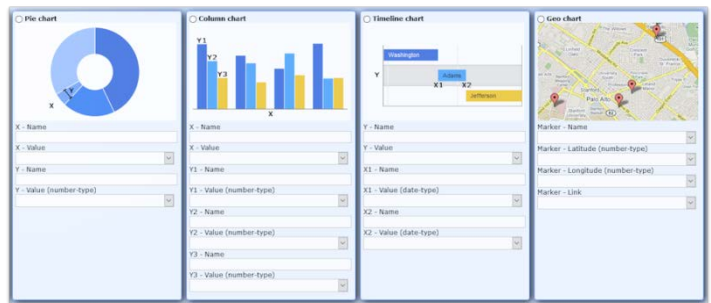 Pie chart
Y
X
X - Name
X - Value
Y - Name
Y - Value (number-type)
Column chart
Y1
Y2
Y3
X
X - Name
X - Value
Y1 - Name
Y1 - Value (number-type)
Y2 - Name
Y2 - Value (number-type)
Y3 - Name
Y3 - Value (number-type)
Timeline chart
Washington
Y
Adams
X1 X2
Jefferson
Y - Name
Y - Value
X1 - Name
X1 - Value (date-type)
X2 - Name
X2 - Value (date-type)
Geo chart
Stanford
Palo Alto
Marker - Name
Marker - Latitude (number-type)
Marker - Longitude (number-type)
Marker - Link